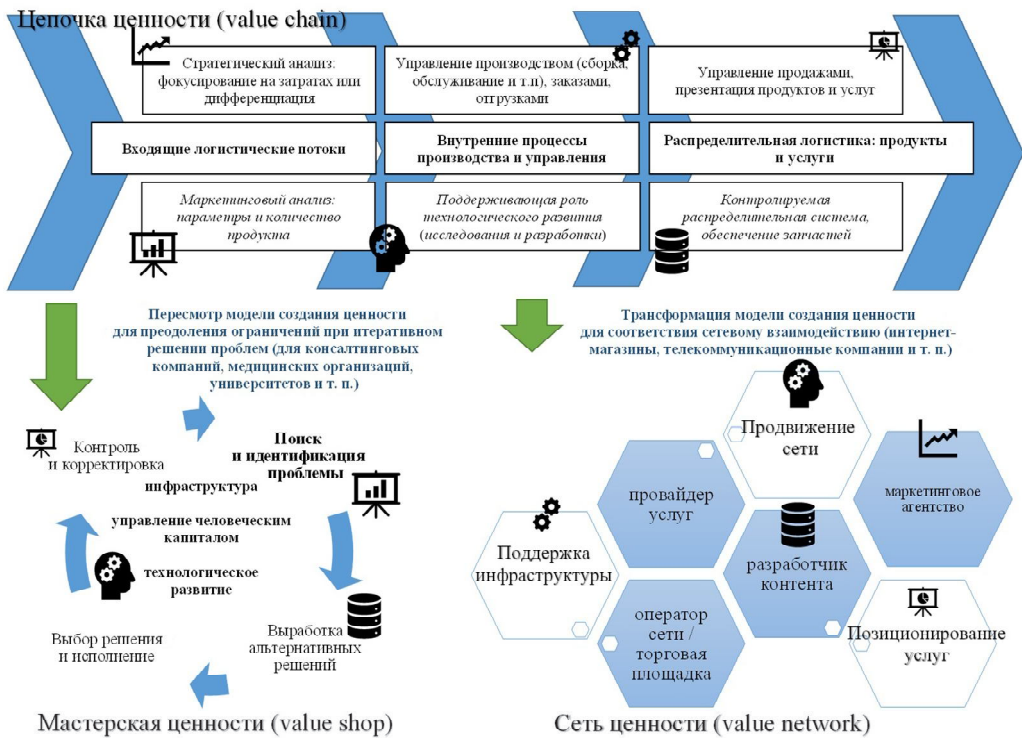 Цепочка ценности (value chain)
Стратегический анализ:
фокусирование на затратах или
дифференциация
Управление производством (сборка,
обслуживание и т.п), заказами,
отгрузками
Управление продажами,
презентация продуктов и услуг
Входящие логистические потоки
Внутренние процессы
производства и управления
Распределительная логистика: продукты
и услуги
Маркетинговый анализ:
параметры и количество
продукта
Поддерживающая роль
технологического развития
(исследования и разработки)
Контролируемая
распределительная система,
обеспечение запчастей
Пересмотр модели создания ценности
для преодоления ограничений при итеративном
решении проблем (для консалтинговых
компаний, медицинских организаций,
университетов и т. п.)
Трансформация модели создания ценности
для соответствия сетевому взаимодействию (интернет-
магазины, телекоммуникационные компании и т. п.)
Контроль
и корректировка
Поиск
и идентификация
проблемы
инфраструктура
управление человеческим
капиталом
технологическое
развитие
Выбор решения
и исполнение
Выработка
альтернативных
решений
Мастерская ценности (value shop)
Продвижение
сети
провайдер
услуг
маркетинговое
агентство
Поддержка
инфраструктуры
разработчик
контента
оператор
сети /
торговая
площадка
Позиционирование
услуг
Сеть ценности (value network)